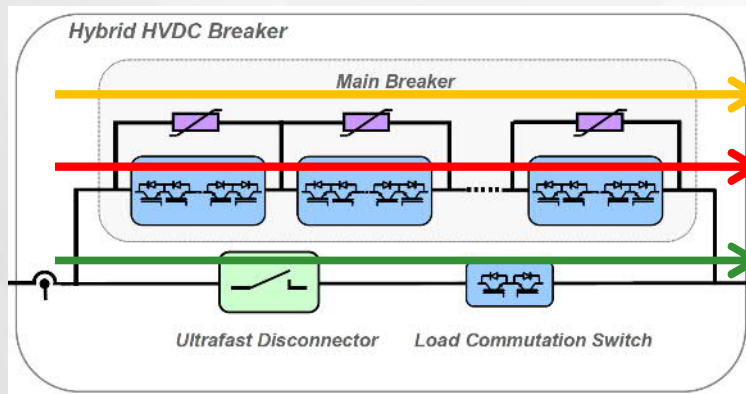 Hybrid HVDC Breaker
Main Breaker
Ultrafast Disconnector
Load Commutation Switch